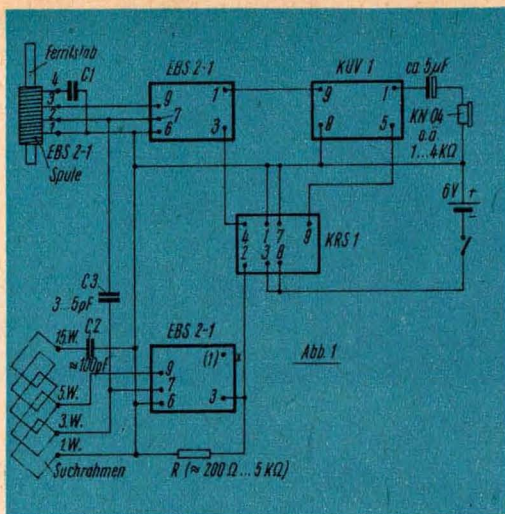 Ferritstab
4
C1
3
2
1
EBS 2-1
Spule
EBS 2-1
9
7
6
1
3
KUV 1
9
8
1
5
ca. 5µF
KN 04
o.ä.
1...4KΩ
6V
+
−
4 1 7 9
2 3 8
KRS 1
C3
3...5pF
C2
≈100pF
15.W.
5.W.
3.W.
1.W.
Suchrahmen
EBS 2-1
9
7
6
(1)
x
3
R (≈ 200 Ω ... 5 KΩ)
Abb. 1